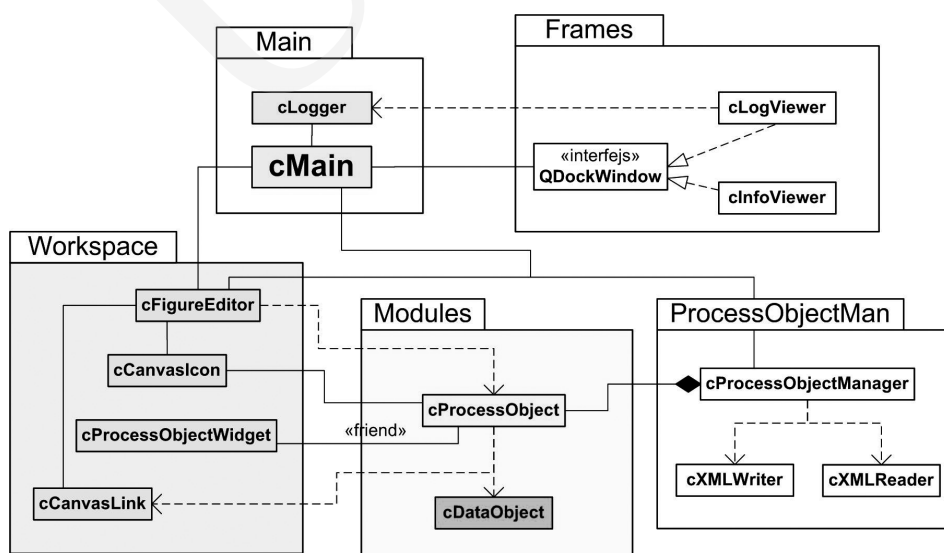 Main
Frames
cLogger
cLogViewer
cMain
«interfejs»
QDockWindow
cInfoViewer
Workspace
cFigureEditor
Modules
ProcessObjectMan
cCanvasIcon
cProcessObject
cProcessObjectManager
cProcessObjectWidget
«friend»
cCanvasLink
cDataObject
cXMLWriter
cXMLReader